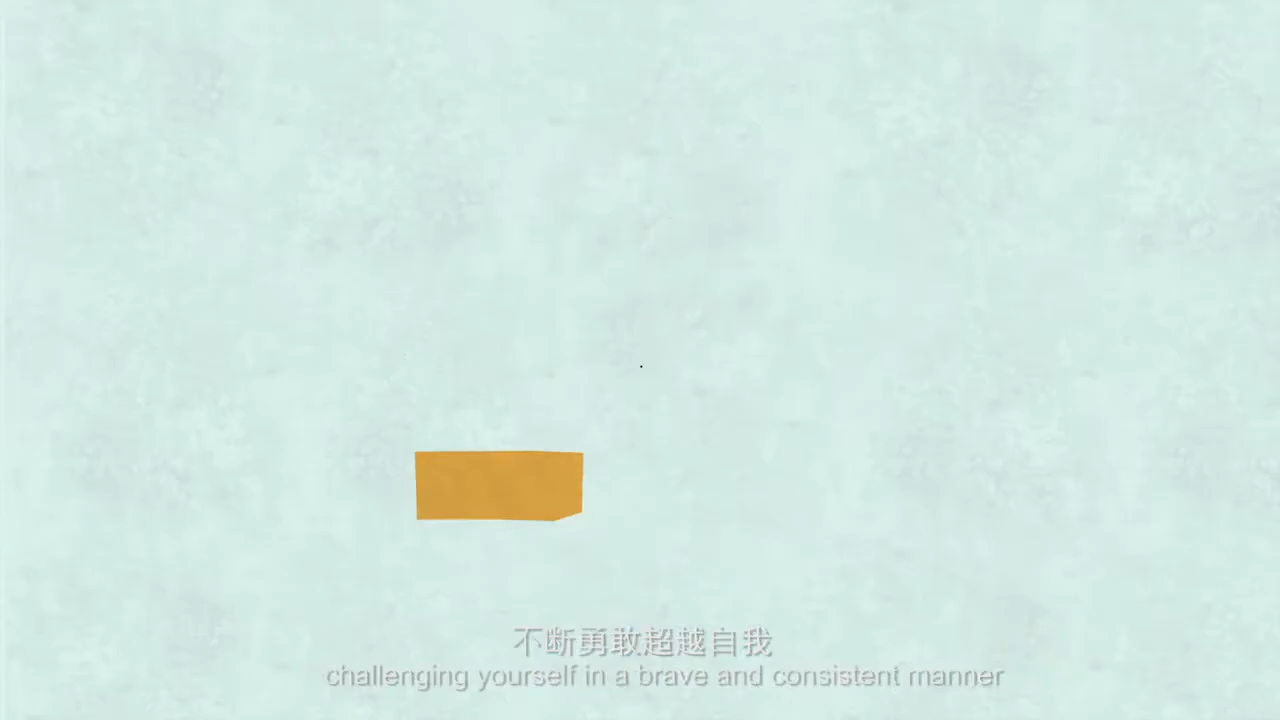 不断勇敢超越自我
challenging yourself in a brave and consistent manner